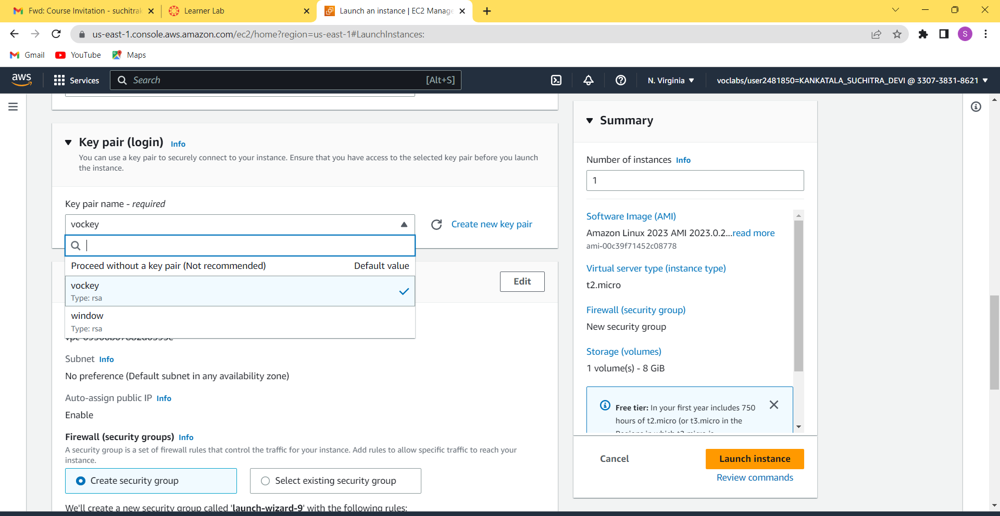 Fwd: Course Invitation - suchitrak
Learner Lab
Launch an instance | EC2 Manage
us-east-1.console.aws.amazon.com/ec2/home?region=us-east-1#LaunchInstances:
S
Gmail
YouTube
Maps
aws
Services
Search
[Alt+S]
N. Virginia
voclabs/user2481850=KANKATALA_SUCHITRA_DEVI @ 3307-3831-8621
Key pair (login) Info
You can use a key pair to securely connect to your instance. Ensure that you have access to the selected key pair before you launch
the instance.
Key pair name - required
vockey
Create new key pair
Proceed without a key pair (Not recommended) Default value
vockey
Type: rsa
window
Type: rsa
Edit
Subnet Info
No preference (Default subnet in any availability zone)
Auto-assign public IP Info
Enable
Firewall (security groups) Info
A security group is a set of firewall rules that control the traffic for your instance. Add rules to allow specific traffic to reach your
instance.
Create security group
Select existing security group
We'll create a new security group called 'launch-wizard-9' with the following rules:
Summary
Number of instances Info
1
Software Image (AMI)
Amazon Linux 2023 AMI 2023.0.2...read more
ami-00c39f71452c08778
Virtual server type (instance type)
t2.micro
Firewall (security group)
New security group
Storage (volumes)
1 volume(s) - 8 GiB
Free tier: In your first year includes 750
hours of t2.micro (or t3.micro in the
Regions in which t2.micro is
Cancel
Launch instance
Review commands